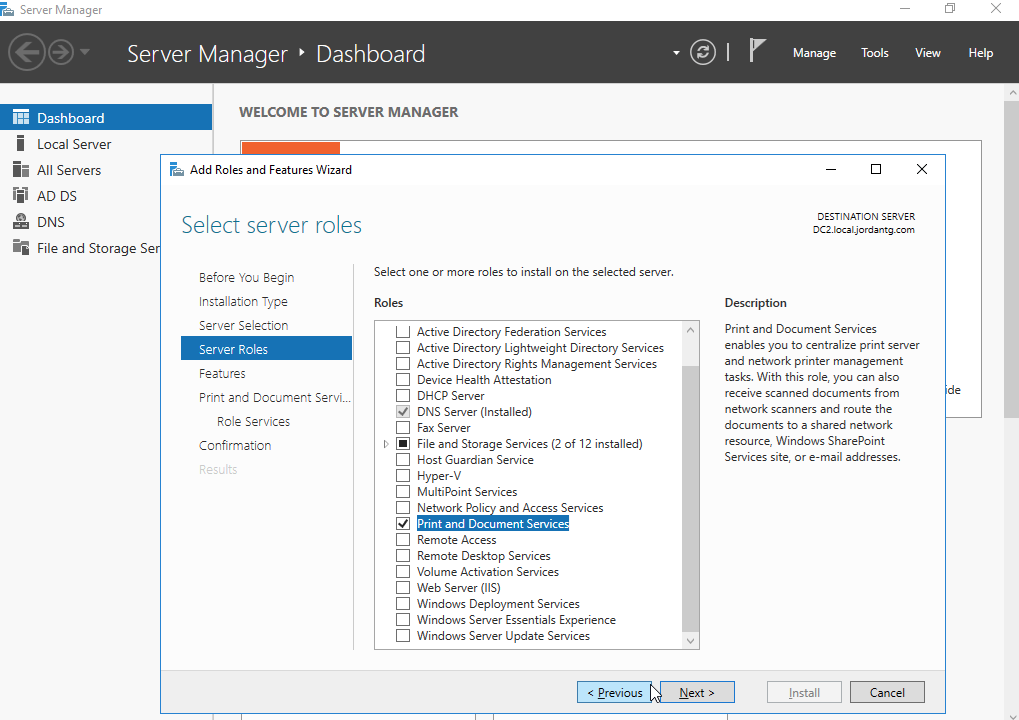 Server Manager
Server Manager ‣ Dashboard
Manage Tools View Help
Dashboard
Local Server
All Servers
AD DS
DNS
File and Storage Ser
WELCOME TO SERVER MANAGER
Add Roles and Features Wizard
Select server roles
DESTINATION SERVER
DC2.local.jordantg.com
Before You Begin
Installation Type
Server Selection
Server Roles
Features
Print and Document Servi...
Role Services
Confirmation
Results
Select one or more roles to install on the selected server.
Roles
Active Directory Federation Services
Active Directory Lightweight Directory Services
Active Directory Rights Management Services
Device Health Attestation
DHCP Server
DNS Server (Installed)
Fax Server
File and Storage Services (2 of 12 installed)
Host Guardian Service
Hyper-V
MultiPoint Services
Network Policy and Access Services
Print and Document Services
Remote Access
Remote Desktop Services
Volume Activation Services
Web Server (IIS)
Windows Deployment Services
Windows Server Essentials Experience
Windows Server Update Services
Description
Print and Document Services
enables you to centralize print server
and network printer management
tasks. With this role, you can also
receive scanned documents from
network scanners and route the
documents to a shared network
resource, Windows SharePoint
Services site, or e-mail addresses.
ide
< Previous Next > Install Cancel